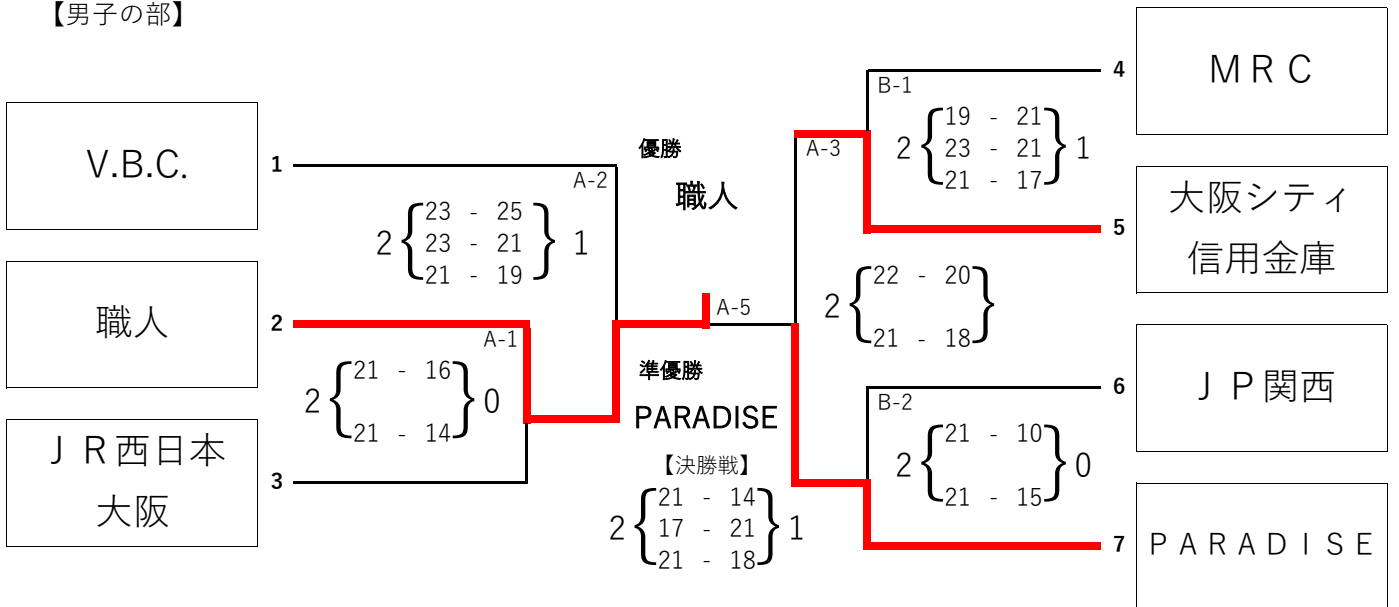 【男子の部】
V.B.C.
1
職人
2
ＪＲ西日本
大阪
3
A-2
2 { 23 - 25 } 1
23 - 21
21 - 19
A-1
2 { 21 - 16 } 0
21 - 14
優勝
職人
A-5
準優勝
PARADISE
【決勝戦】
2 { 21 - 14 } 1
17 - 21
21 - 18
A-3
B-1
2 { 19 - 21 } 1
23 - 21
21 - 17
2 { 22 - 20 }
21 - 18
B-2
2 { 21 - 10 } 0
21 - 15
4
ＭＲＣ
5
大阪シティ
信用金庫
6
ＪＰ関西
7
ＰＡＲＡＤＩＳＥ